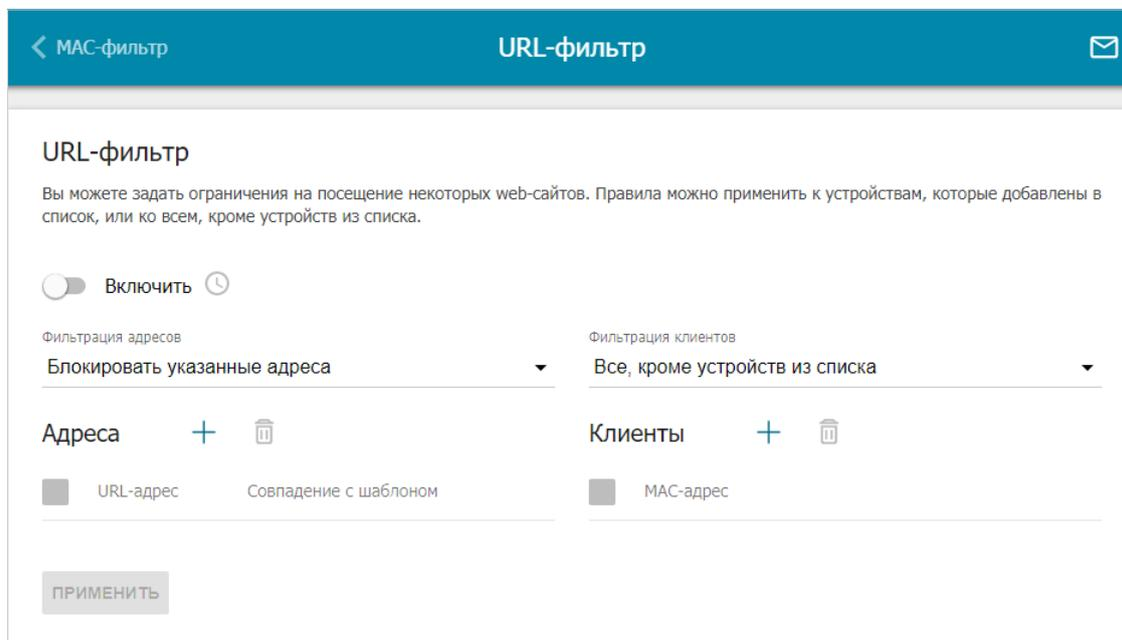 МАС-фильтр
URL-фильтр
URL-фильтр
Вы можете задать ограничения на посещение некоторых web-сайтов. Правила можно применить к устройствам, которые добавлены в
список, или ко всем, кроме устройств из списка.
Включить
Фильтрация адресов
Фильтрация клиентов
Блокировать указанные адреса
Все, кроме устройств из списка
Адреса
Клиенты
URL-адрес
Совпадение с шаблоном
МАС-адрес
ПРИМЕНИТЬ